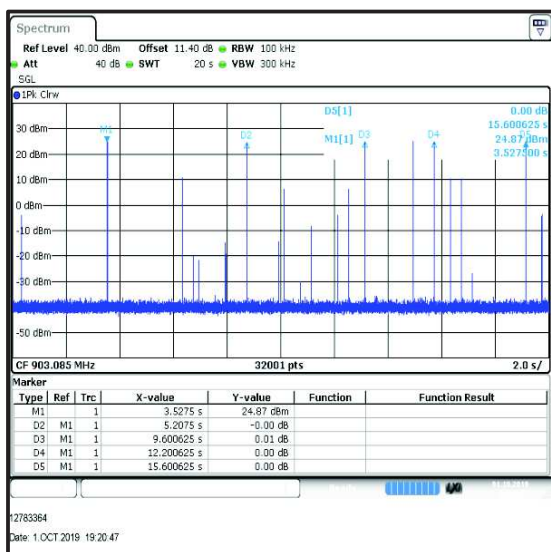 Spectrum
Ref Level 40.00 dBm Offset 11.40 dB RBW 100 kHz
Att 40 dB SWT 20 s VBW 300 kHz
SGL
1Pk Clrw
D5[1] 0.00 dB
15.600625 s
M1[1] 24.87 dBm
3.527500 s
M1 D2 D3 D4 D5
30 dBm
20 dBm
10 dBm
0 dBm
-10 dBm
-20 dBm
-30 dBm
-50 dBm
CF 903.085 MHz 32001 pts 2.0 s/
Marker
Type Ref Trc X-value Y-value Function Function Result
M1 1 3.5275 s 24.87 dBm
D2 M1 1 5.2075 s -0.00 dB
D3 M1 1 9.600625 s 0.01 dB
D4 M1 1 12.200625 s 0.00 dB
D5 M1 1 15.600625 s 0.00 dB
12783364
Date: 1.OCT.2019 19:20:47